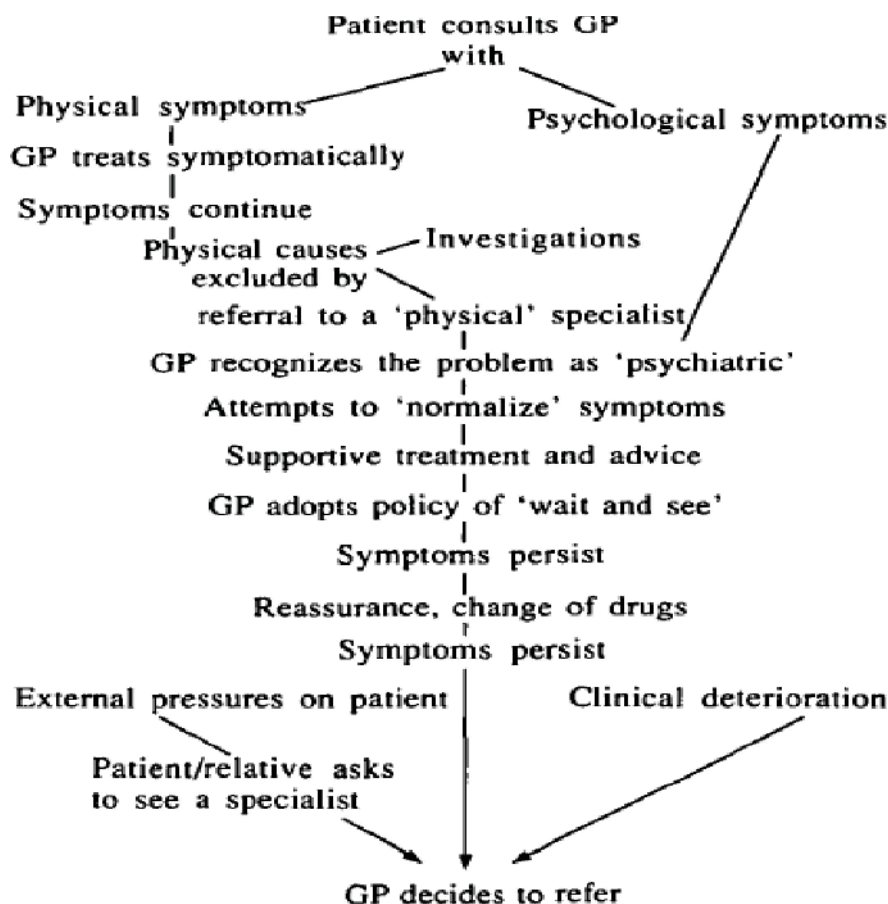 Patient consults GP
with
Physical symptoms
Psychological symptoms
GP treats symptomatically
Symptoms continue
Physical causes
excluded by
Investigations
referral to a ‘physical’ specialist
GP recognizes the problem as ‘psychiatric’
Attempts to ‘normalize’ symptoms
Supportive treatment and advice
GP adopts policy of ‘wait and see’
Symptoms persist
Reassurance, change of drugs
Symptoms persist
External pressures on patient
Clinical deterioration
Patient/relative asks
to see a specialist
GP decides to refer